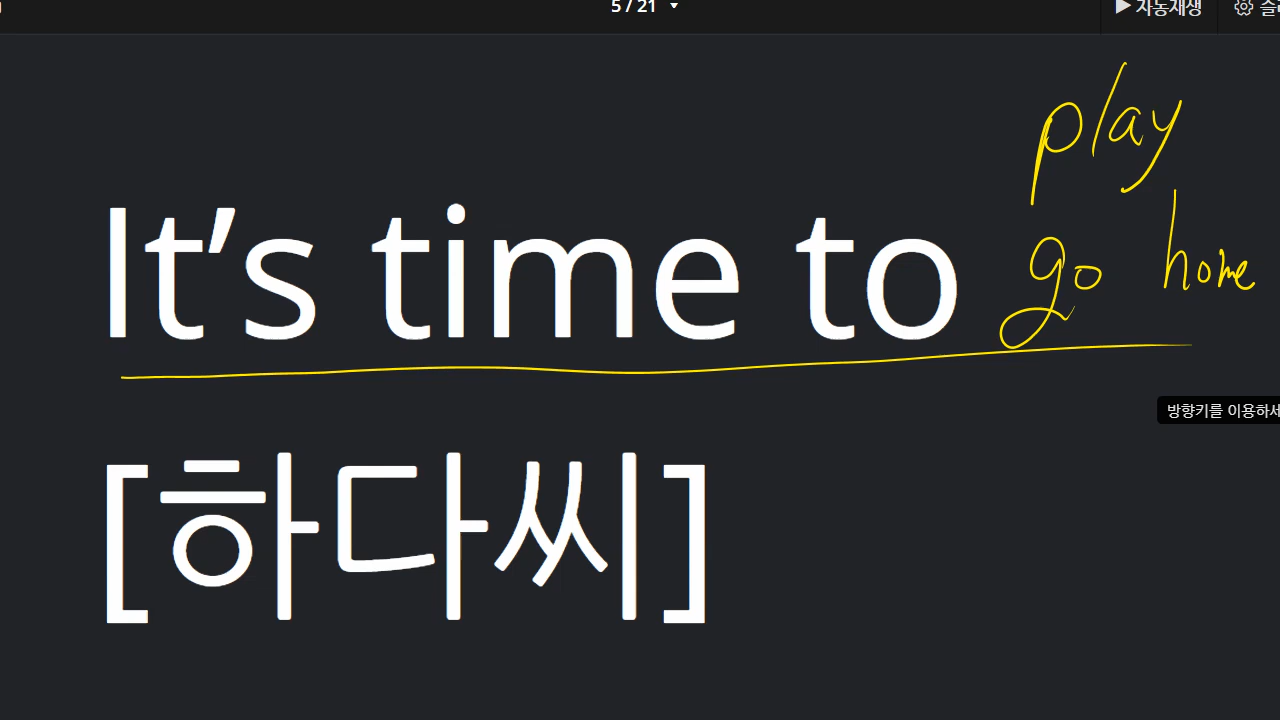 5 / 21 ▼ ▶ 자동재생
play
It's time to go home
방향키를 이용하세
[하다씨]